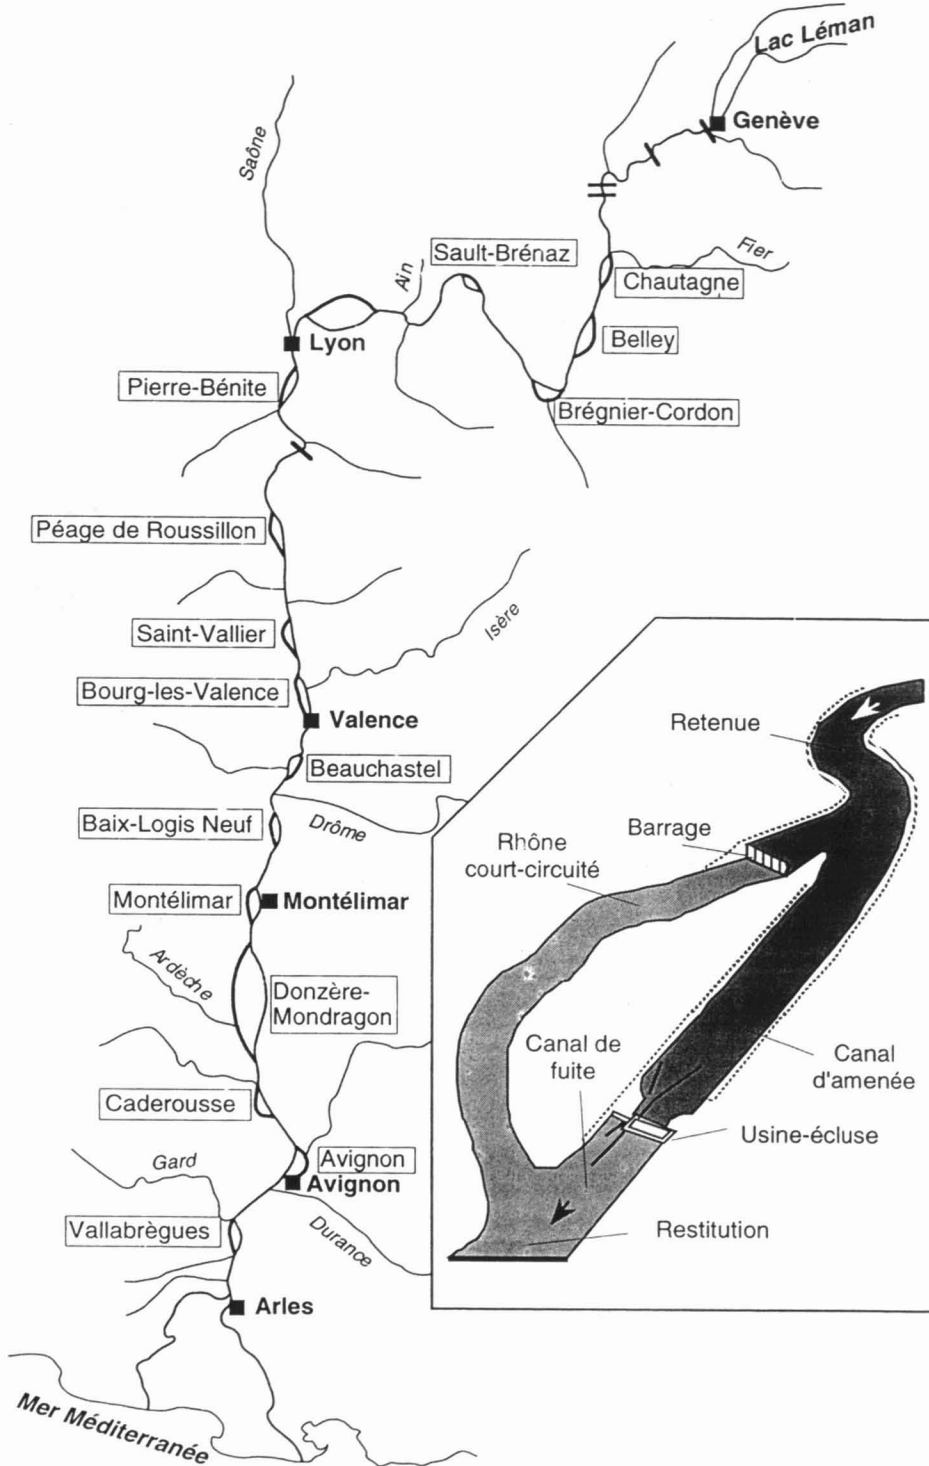 Lac Léman
Genève
Saône
Fier
Sault-Brénaz
Ain
Chautagne
Belley
Lyon
Pierre-Bénite
Brégnier-Cordon
Péage de Roussillon
Isère
Saint-Vallier
Bourg-les-Valence
Valence
Beauchastel
Drôme
Baix-Logis Neuf
Montélimar
Montélimar
Ardèche
Donzère-
Mondragon
Caderousse
Avignon
Avignon
Gard
Vallabrègues
Durance
Arles
Mer Méditerranée
Retenue
Barrage
Rhône
court-circuité
Canal de
fuite
Canal
d'amenée
Usine-écluse
Restitution